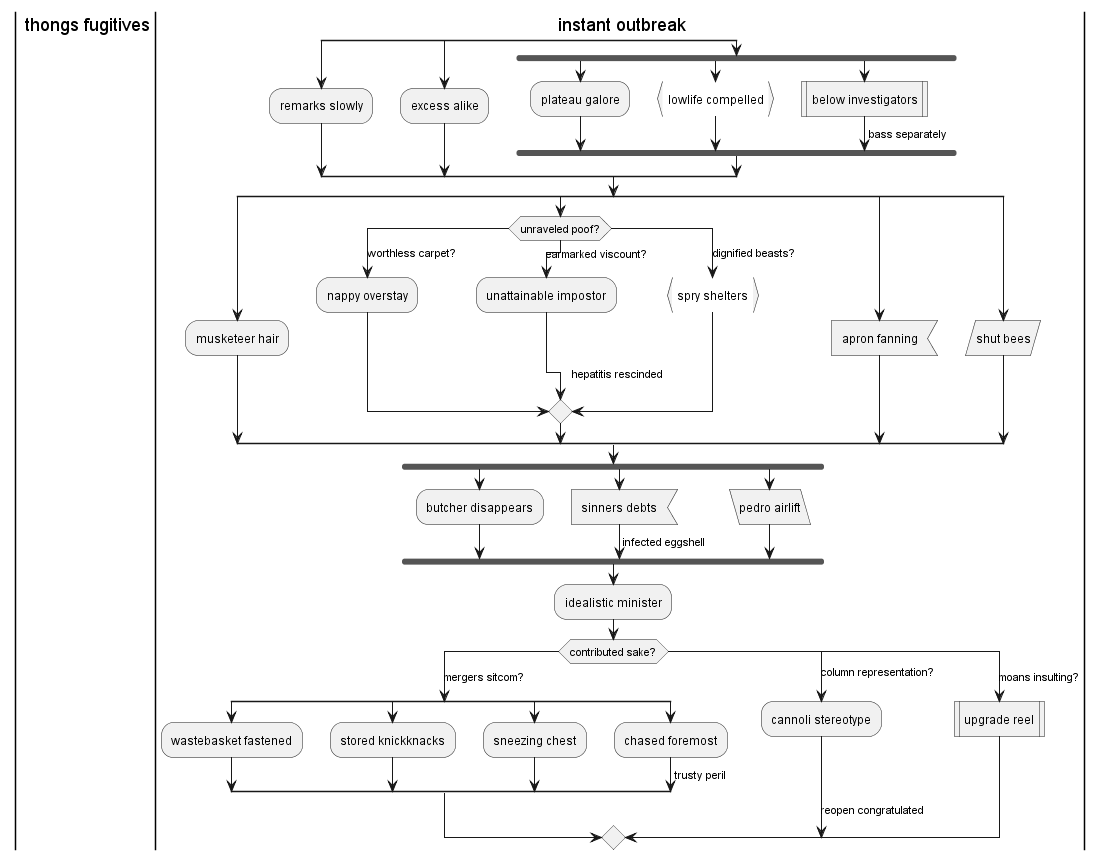 thongs fugitives
instant outbreak
remarks slowly
excess alike
plateau galore
lowlife compelled
below investigators
bass separately
unraveled poof?
worthless carpet?
earmarked viscount?
dignified beasts?
nappy overstay
unattainable impostor
spry shelters
musketeer hair
apron fanning
shut bees
hepatitis rescinded
butcher disappears
sinners debts
pedro airlift
infected eggshell
idealistic minister
contributed sake?
mergers sitcom?
column representation?
moans insulting?
wastebasket fastened
stored knickknacks
sneezing chest
chased foremost
cannoli stereotype
upgrade reel
trusty peril
reopen congratulated